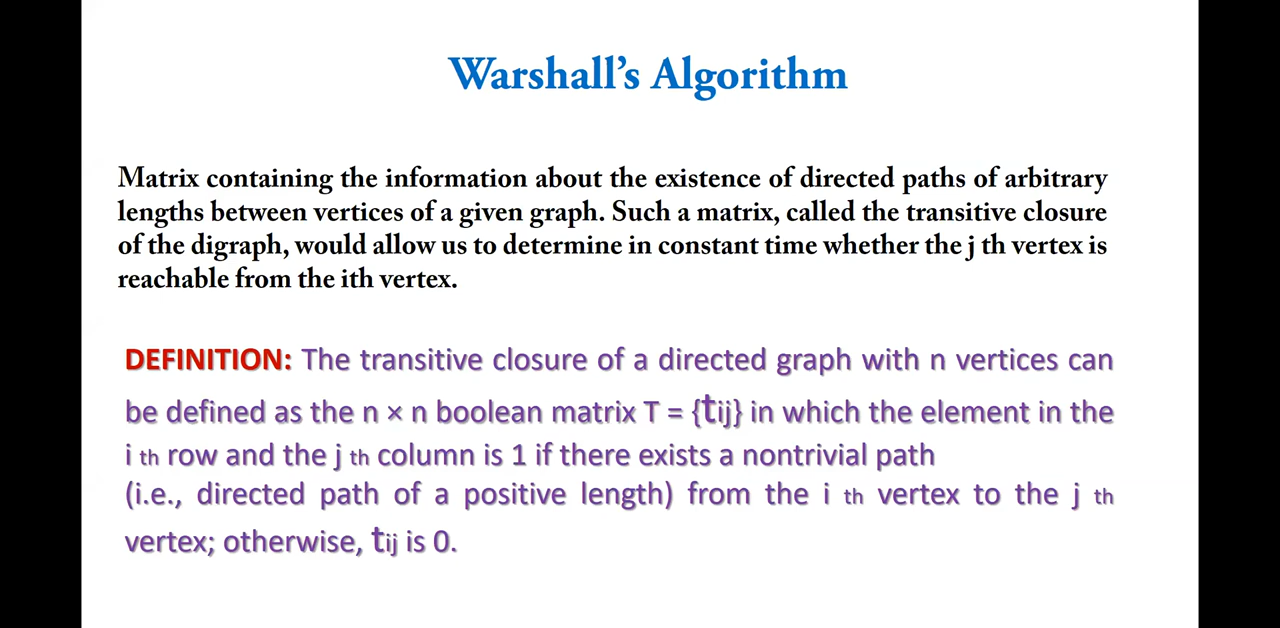 Warshall’s Algorithm
Matrix containing the information about the existence of directed paths of arbitrary
lengths between vertices of a given graph. Such a matrix, called the transitive closure
of the digraph, would allow us to determine in constant time whether the j th vertex is
reachable from the ith vertex.
DEFINITION: The transitive closure of a directed graph with n vertices can
be defined as the n × n boolean matrix T = {tij} in which the element in the
i th row and the j th column is 1 if there exists a nontrivial path
(i.e., directed path of a positive length) from the i th vertex to the j th
vertex; otherwise, tij is 0.